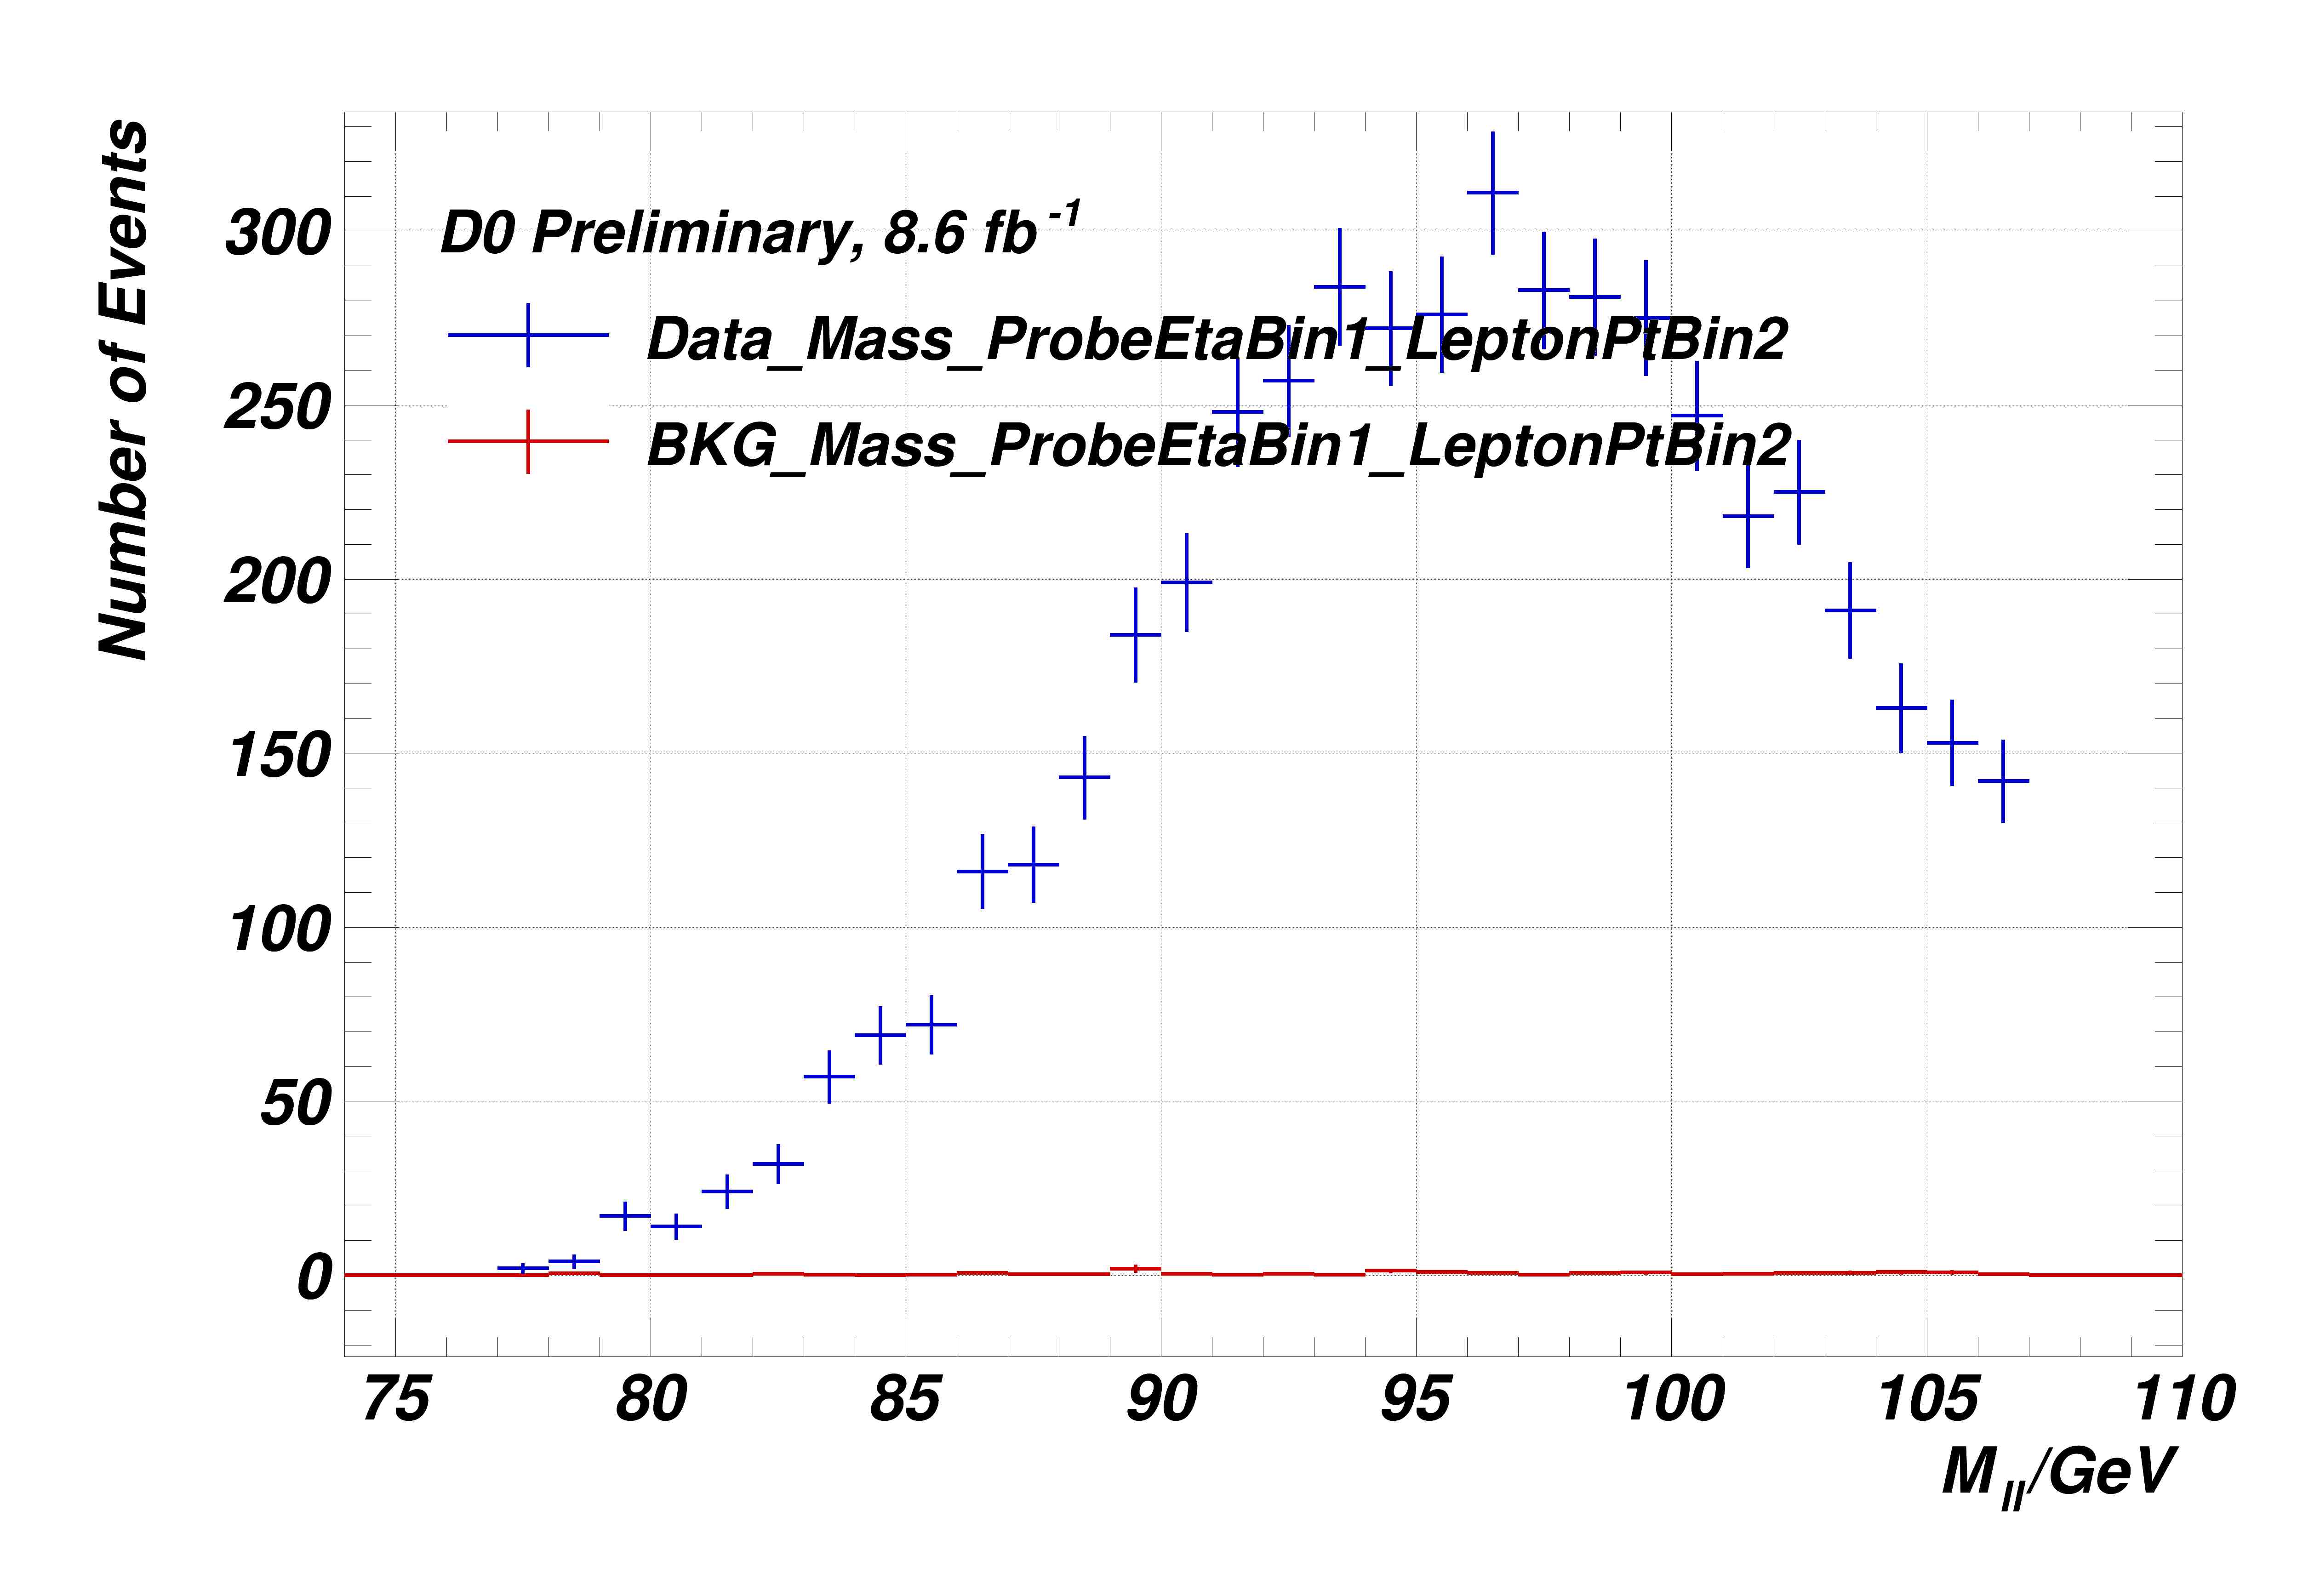 Number of Events
D0 Preliminary, 8.6 fb⁻¹
Data_Mass_ProbeEtaBin1_LeptonPtBin2
BKG_Mass_ProbeEtaBin1_LeptonPtBin2
300
250
200
150
100
50
0
75 80 85 90 95 100 105 110
M_ll/GeV